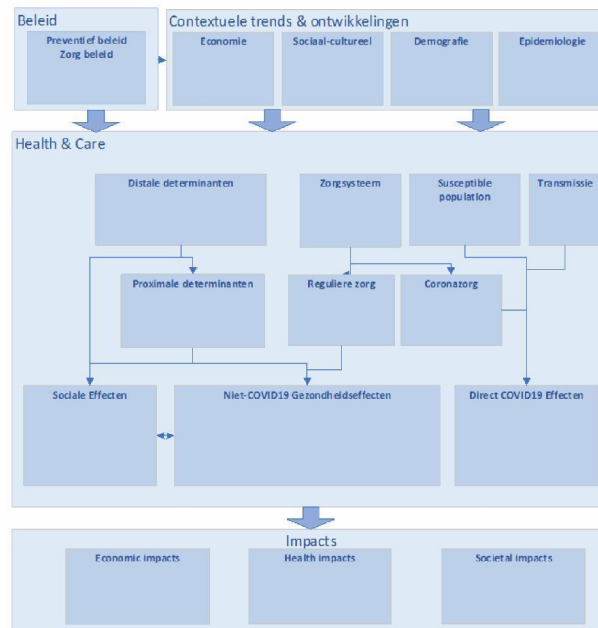 Beleid
Contextuele trends & ontwikkelingen
Preventief beleid
Zorg beleid
Economie
Sociaal-cultureel
Demografie
Epidemiologie
Health & Care
Distale determinanten
Zorgsysteem
Susceptible
population
Transmissie
Proximale determinanten
Reguliere zorg
Coronazorg
Sociale Effecten
Niet-COVID19 Gezondheidseffecten
Direct COVID19 Effecten
Impacts
Economic impacts
Health impacts
Societal impacts